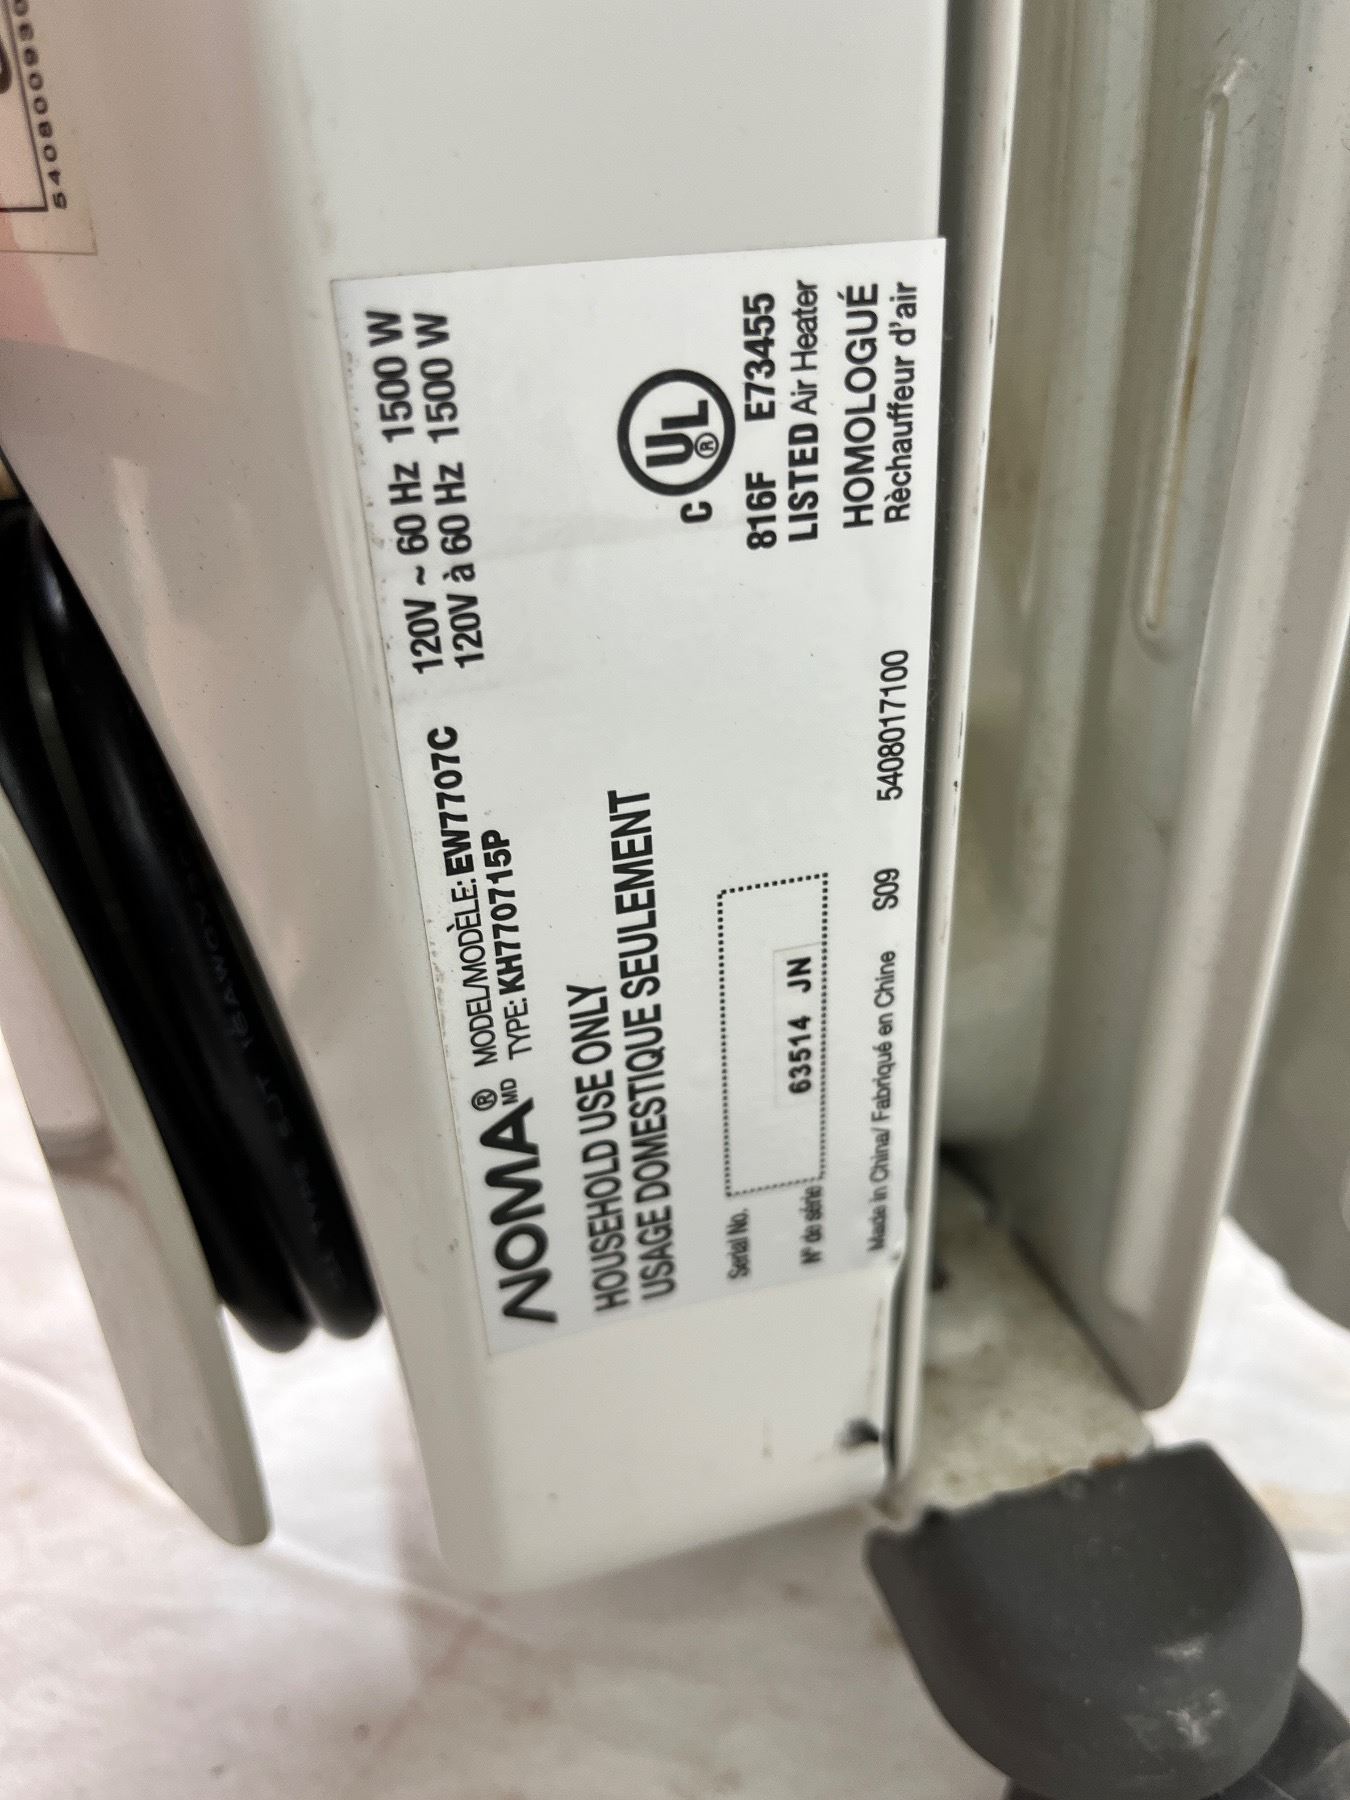 NOMA® MD
MODEL/MODÈLE: EW7707C 120V ~ 60 Hz 1500 W
TYPE: KH770715P 120V à 60 Hz 1500 W
HOUSEHOLD USE ONLY
USAGE DOMESTIQUE SEULEMENT
C UL ®
Serial No.
816F E73455
63514 JN
LISTED Air Heater
N° de série
HOMOLOGUÉ
Rèchauffeur d'air
Made in China/ Fabriqué en Chine S09 5408017100